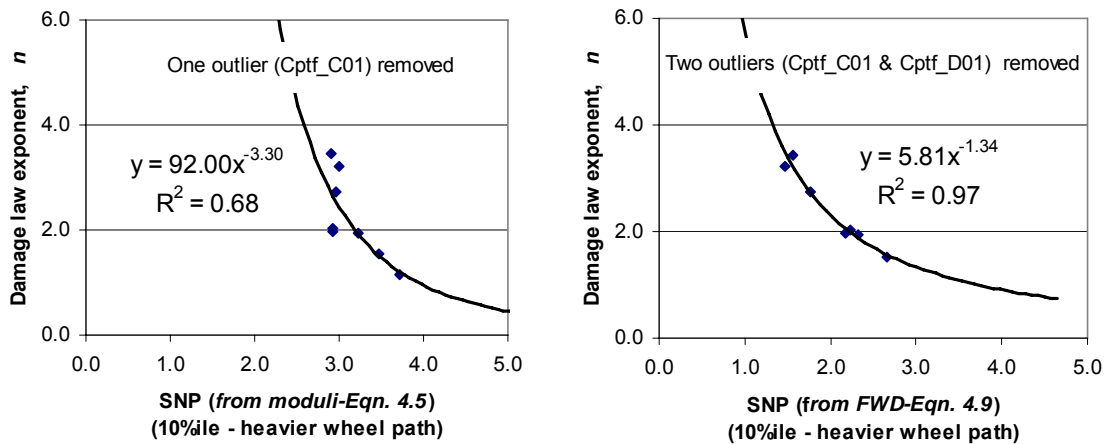 6.0
4.0
2.0
0.0
Damage law exponent, n
One outlier (Cptf_C01) removed
y = 92.00x^-3.30
R^2 = 0.68
0.0 1.0 2.0 3.0 4.0 5.0
SNP (from moduli-Eqn. 4.5)
(10%ile - heavier wheel path)
6.0
4.0
2.0
0.0
Damage law exponent, n
Two outliers (Cptf_C01 & Cptf_D01) removed
y = 5.81x^-1.34
R^2 = 0.97
0.0 1.0 2.0 3.0 4.0 5.0
SNP (from FWD-Eqn. 4.9)
(10%ile - heavier wheel path)